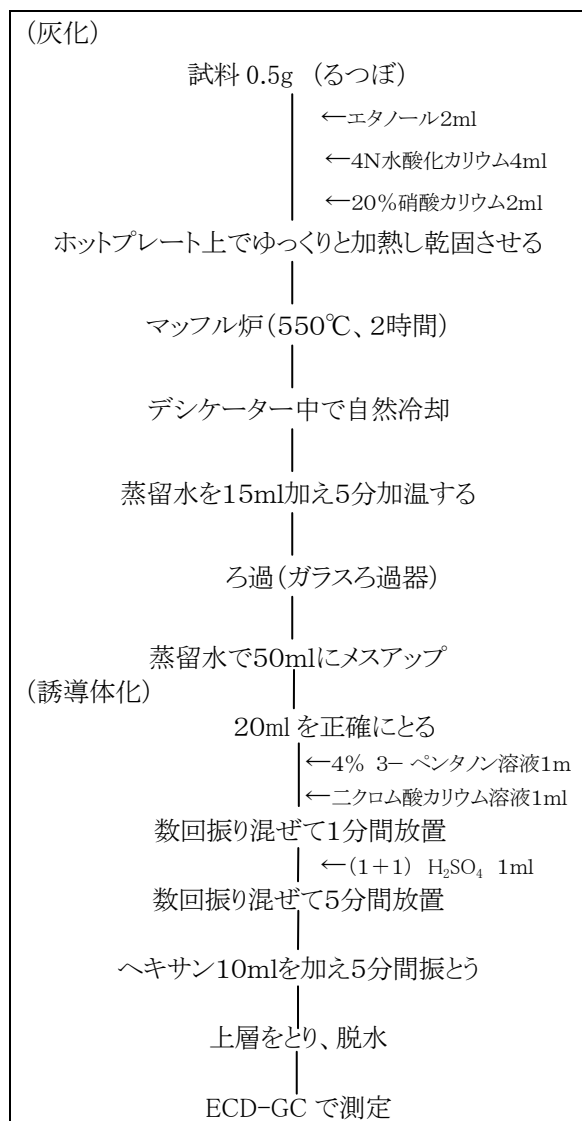 (灰化)
試料 0.5g (るつぼ)
←エタノール2ml
←4N水酸化カリウム4ml
←20%硝酸カリウム2ml
ホットプレート上でゆっくりと加熱し乾固させる
マッフル炉(550℃、2時間)
デシケーター中で自然冷却
蒸留水を15ml加え5分加温する
ろ過(ガラスろ過器)
蒸留水で50mlにメスアップ
(誘導体化)
20ml を正確にとる
←4% 3-ペンタノン溶液1m
←二クロム酸カリウム溶液1ml
数回振り混ぜて1分間放置
←(1+1) H₂SO₄ 1ml
数回振り混ぜて5分間放置
ヘキサン10mlを加え5分間振とう
上層をとり、脱水
ECD-GC で測定